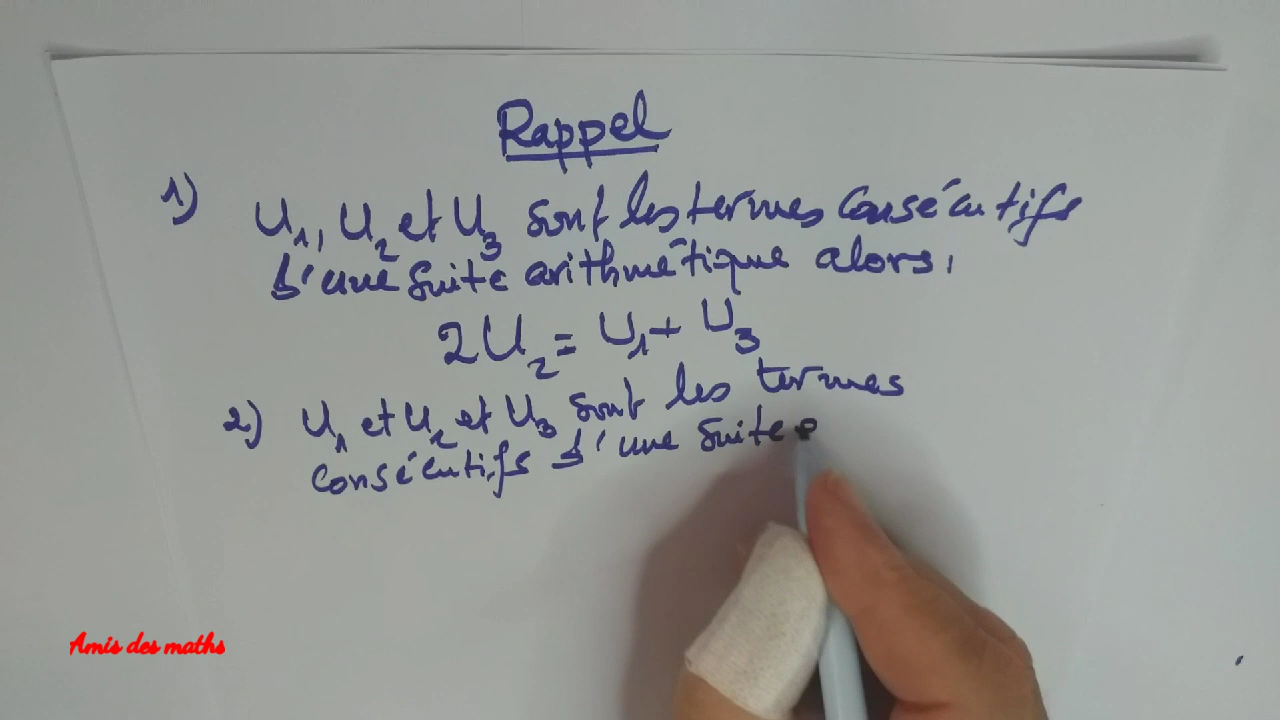 Rappel
1) U1, U2 et U3 sont les termes consécutifs
d'une suite arithmétique alors,
2U2 = U1 + U3
2) U1 et U2 et U3 sont les termes
consécutifs d'une suite
Amis des maths